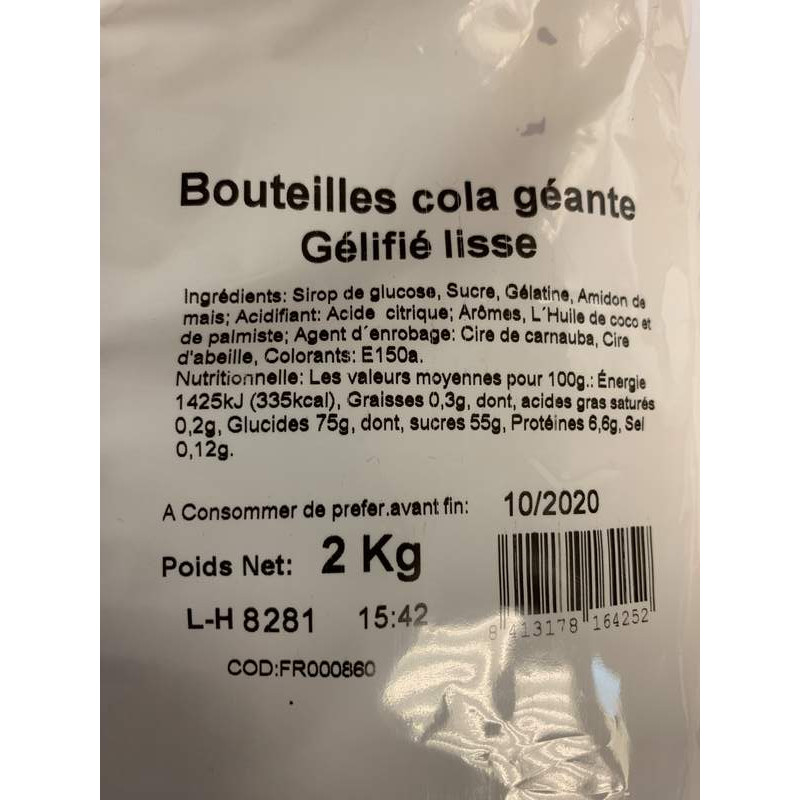 Bouteilles cola géante
Gélifié lisse
Ingrédients: Sirop de glucose, Sucre, Gélatine, Amidon de
mais; Acidifiant: Acide citrique; Arômes, L´Huile de coco et
de palmiste; Agent d´enrobage: Cire de carnauba, Cire
d'abeille, Colorants: E150a.
Nutritionnelle: Les valeurs moyennes pour 100g.: Énergie
1425kJ (335kcal), Graisses 0,3g, dont, acides gras saturés
0,2g, Glucides 75g, dont, sucres 55g, Protéines 6,6g, Sel
0,12g.
A Consommer de prefer.avant fin: 10/2020
Poids Net: 2 Kg
L-H 8281 15:42
8 413178 164252
COD:FR000860